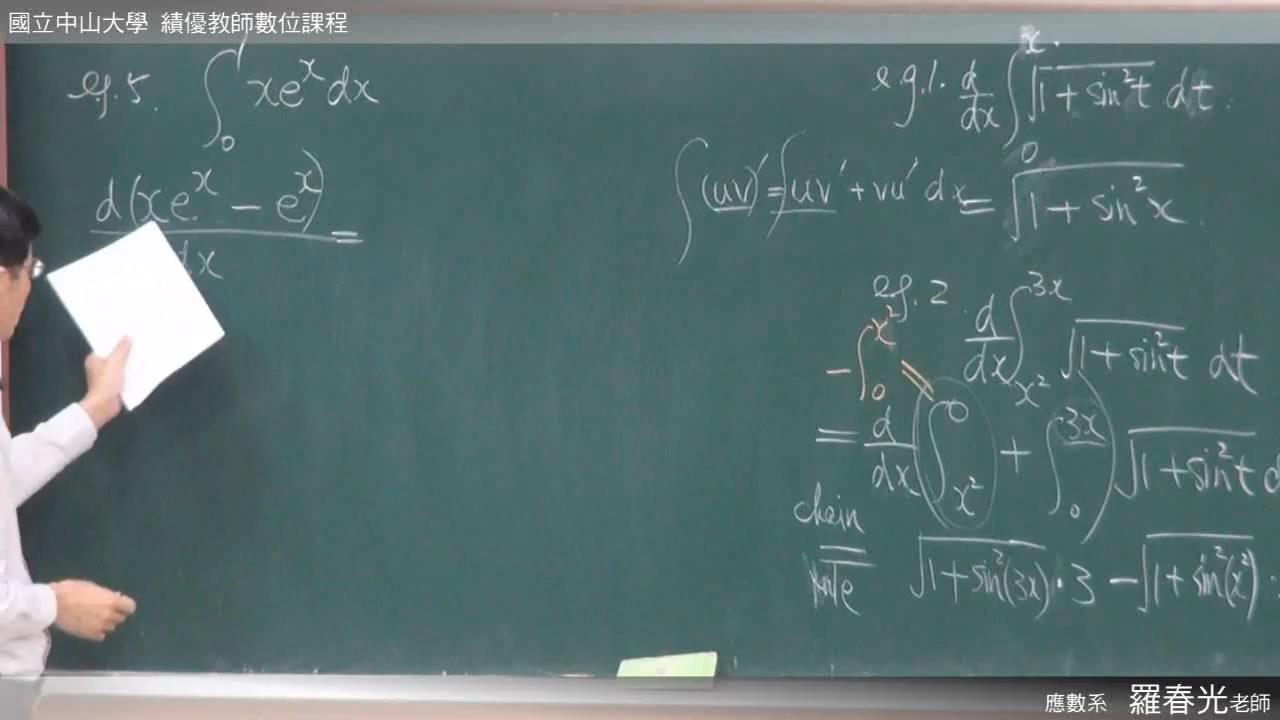 國立中山大學 績優教師數位課程
eg.5. ∫₀¹ xeˣdx
d(xeˣ − eˣ) =
dx
∫(uv)' = ∫uv' + vu' dx
e.g.1. d/dx ∫₀ˣ √(1+sin²t) dt.
= √(1+sin²x).
eg.2. d/dx ∫_{x²}^{3x} √(1+sin²t) dt
−∫₀^{x²}
= d/dx (∫_{x²}^0 + ∫₀^{3x}) √(1+sin²t) d
chain rule
= √(1+sin²(3x))·3 − √(1+sin²(x²))·
應數系 羅春光老師